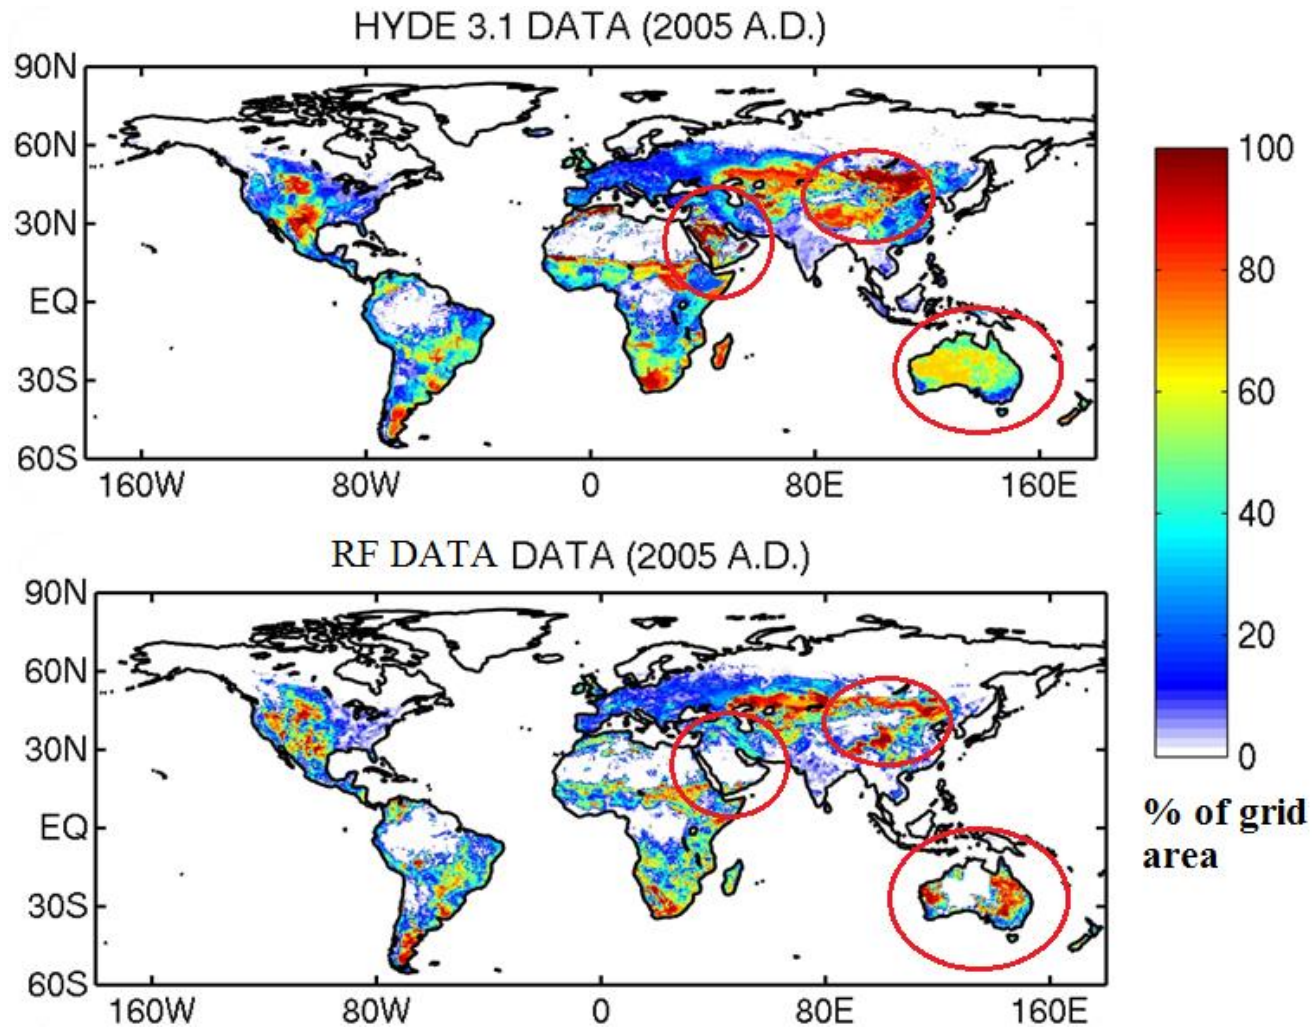 HYDE 3.1 DATA (2005 A.D.)
90N
60N
30N
EQ
30S
60S
160W 80W 0 80E 160E
100
80
60
40
20
0
% of grid
area
RF DATA DATA (2005 A.D.)
90N
60N
30N
EQ
30S
60S
160W 80W 0 80E 160E